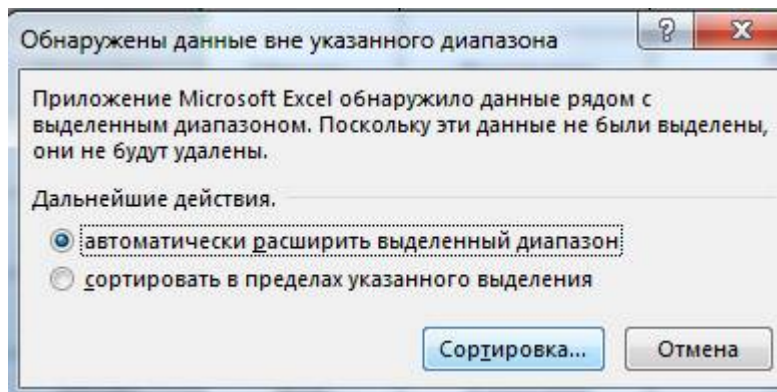 Обнаружены данные вне указанного диапазона
Приложение Microsoft Excel обнаружило данные рядом с
выделенным диапазоном. Поскольку эти данные не были выделены,
они не будут удалены.
Дальнейшие действия.
автоматически расширить выделенный диапазон
сортировать в пределах указанного выделения
Сортировка... Отмена